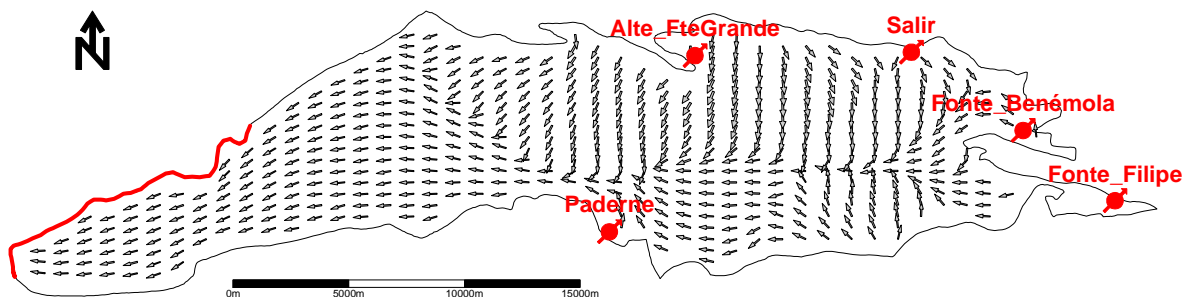 N
Alte_FteGrande
Salir
Fonte_Benémola
Fonte_Filipe
Paderne
0m 5000m 10000m 15000m